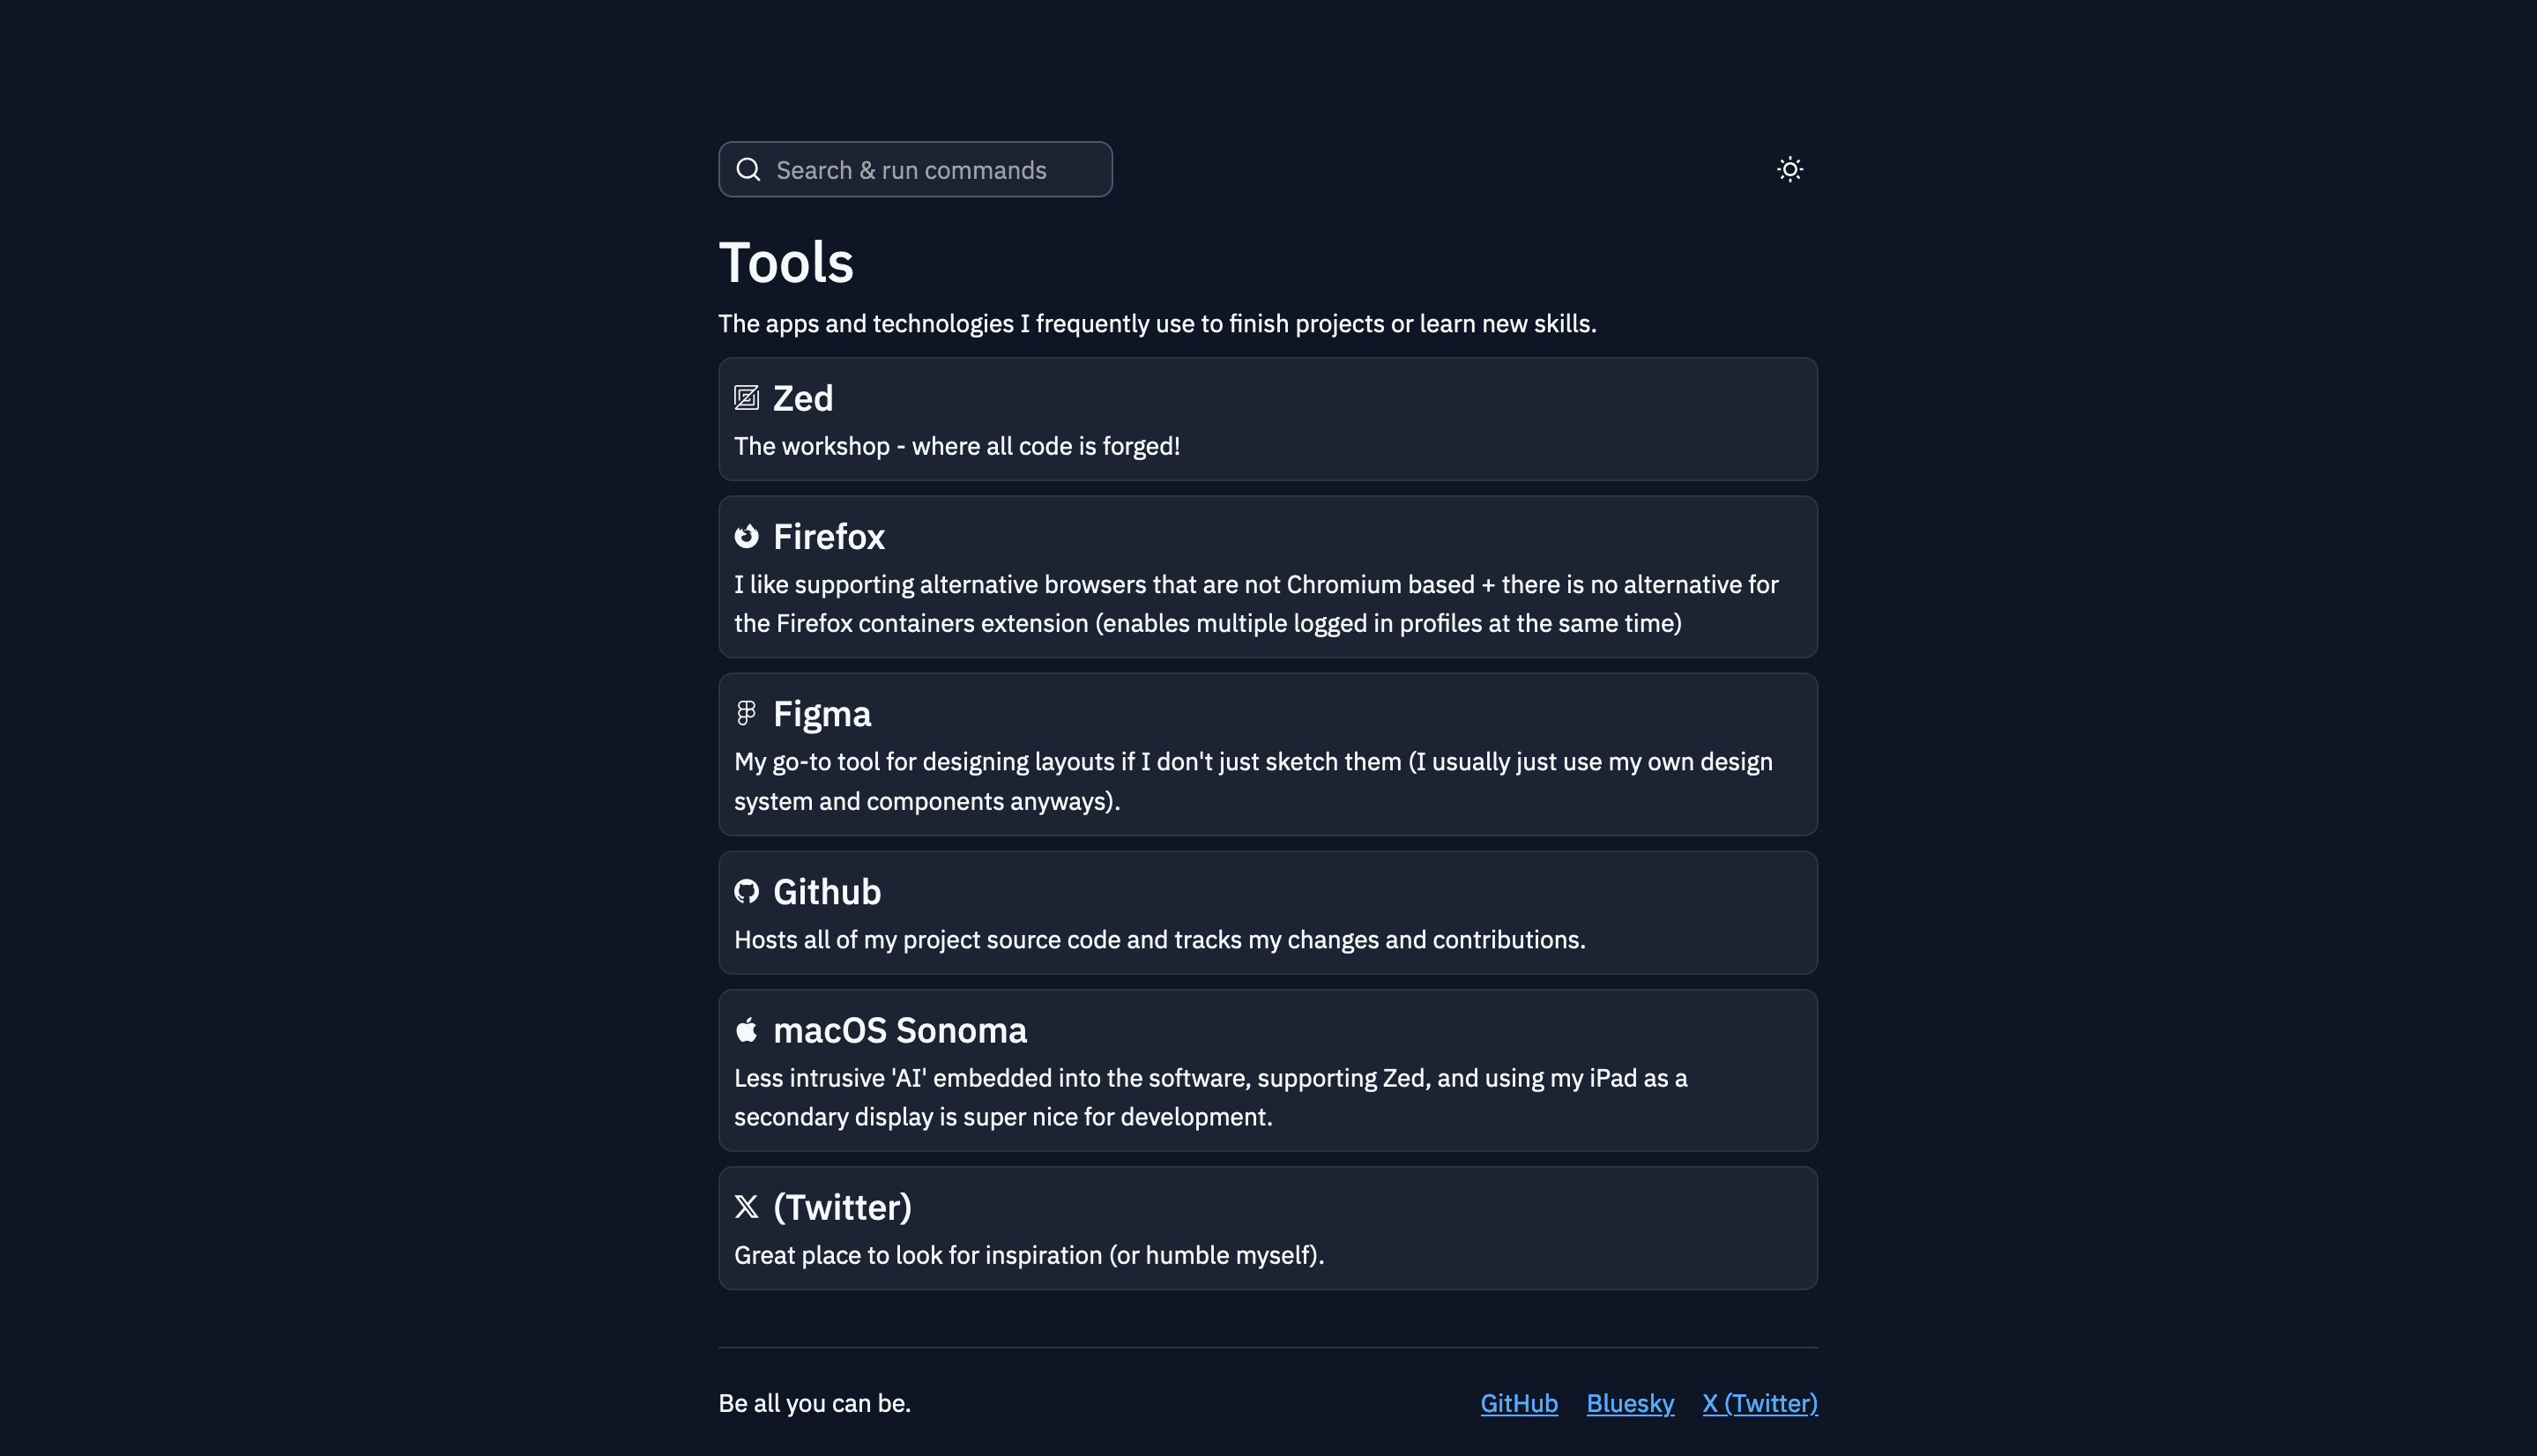 Search & run commands
Tools
The apps and technologies I frequently use to finish projects or learn new skills.
Zed
The workshop - where all code is forged!
Firefox
I like supporting alternative browsers that are not Chromium based + there is no alternative for
the Firefox containers extension (enables multiple logged in profiles at the same time)
Figma
My go-to tool for designing layouts if I don't just sketch them (I usually just use my own design
system and components anyways).
Github
Hosts all of my project source code and tracks my changes and contributions.
macOS Sonoma
Less intrusive 'AI' embedded into the software, supporting Zed, and using my iPad as a
secondary display is super nice for development.
(Twitter)
Great place to look for inspiration (or humble myself).
Be all you can be.
GitHub Bluesky X (Twitter)